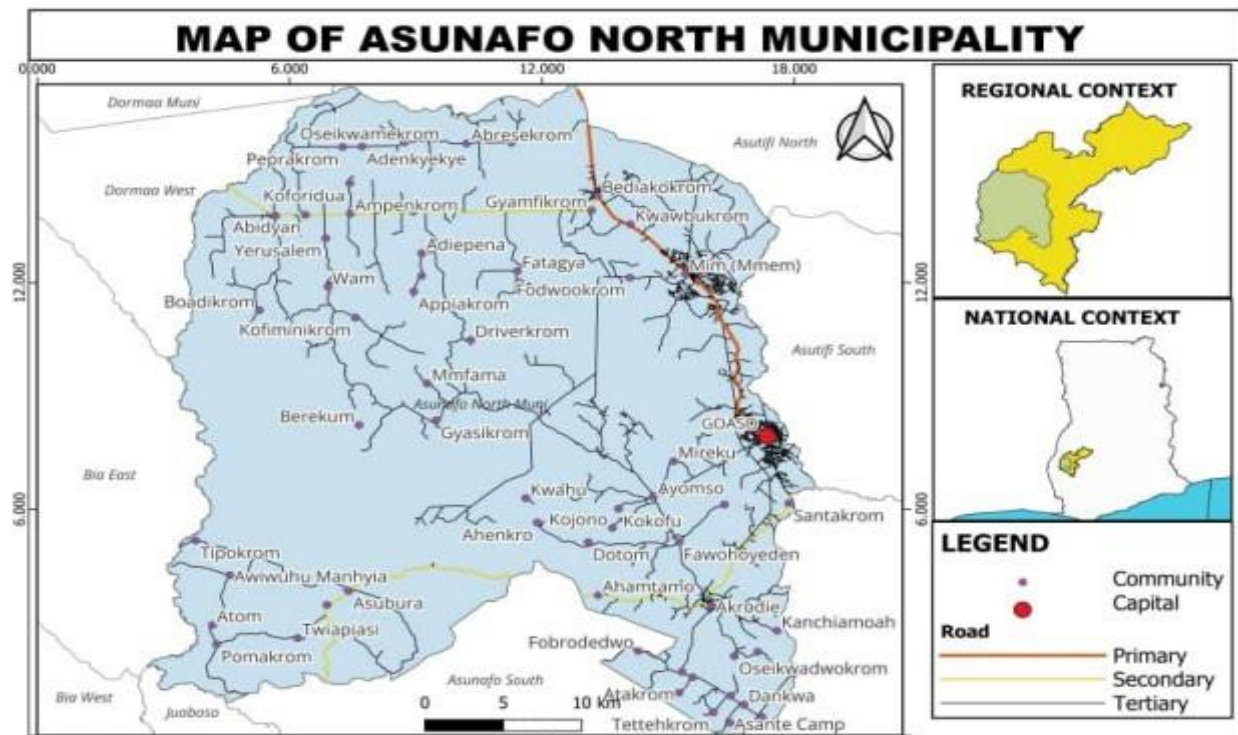 MAP OF ASUNAFO NORTH MUNICIPALITY
0.000 6.000 12.000 18.000
Dormaa Muni
Oseikwamekrom Abresekrom
Asutifi North
Peprakrom Adenkyekye
Dormaa West
Bediakokrom
Koforidua Ampenkrom Gyamfikrom
Kwawbukrom
Abidyan
Yerusalem Adiepena
Fatagya Mim (Mmem)
12.000 12.000
Wam
Boadikrom Appiakrom Fodwookrom
Kofiminikrom Driverkrom
Asutifi South
Mmfama
Asunafo North Muni
Berekum Gyasikrom GOASO
Mireku
Bia East
Kwahu Ayomso
6.000 6.000
Kojono Kokofu Santakrom
Ahenkro
Tipokrom Dotom Fawohoyeden
Awiwuhu Manhyia Ahamtamo
Asubura Akrodie
Atom Kanchiamoah
Twiapiasi Fobrodedwo
Pomakrom Oseikwadwokrom
Asunafo South
Bia West Atakrom Dankwa
Juaboso
0 5 10 km
Tettehkrom Asante Camp
REGIONAL CONTEXT
NATIONAL CONTEXT
LEGEND
Community
Capital
Road
Primary
Secondary
Tertiary